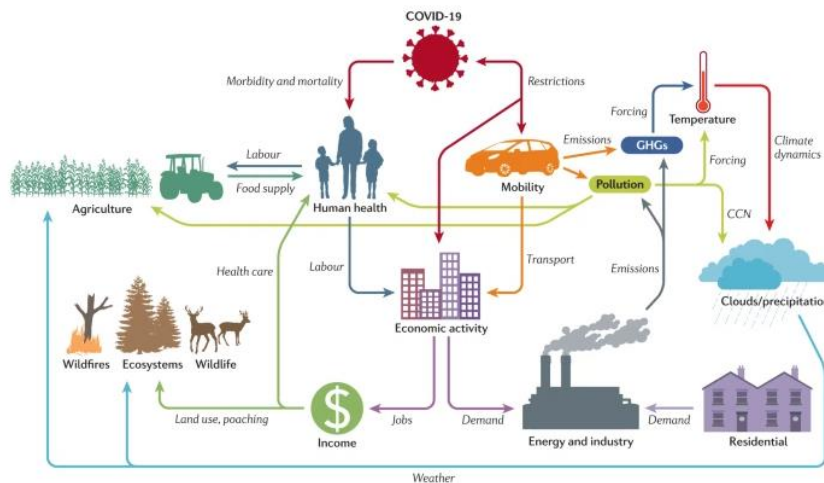 COVID-19
Morbidity and mortality
Restrictions
Forcing
Temperature
Emissions
GHGs
Climate
dynamics
Labour
Food supply
Agriculture
Human health
Mobility
Pollution
Forcing
CCN
Health care
Labour
Transport
Emissions
Clouds/precipitation
Economic activity
Wildfires
Ecosystems
Wildlife
Land use, poaching
Income
Jobs
Demand
Energy and industry
Demand
Residential
Weather